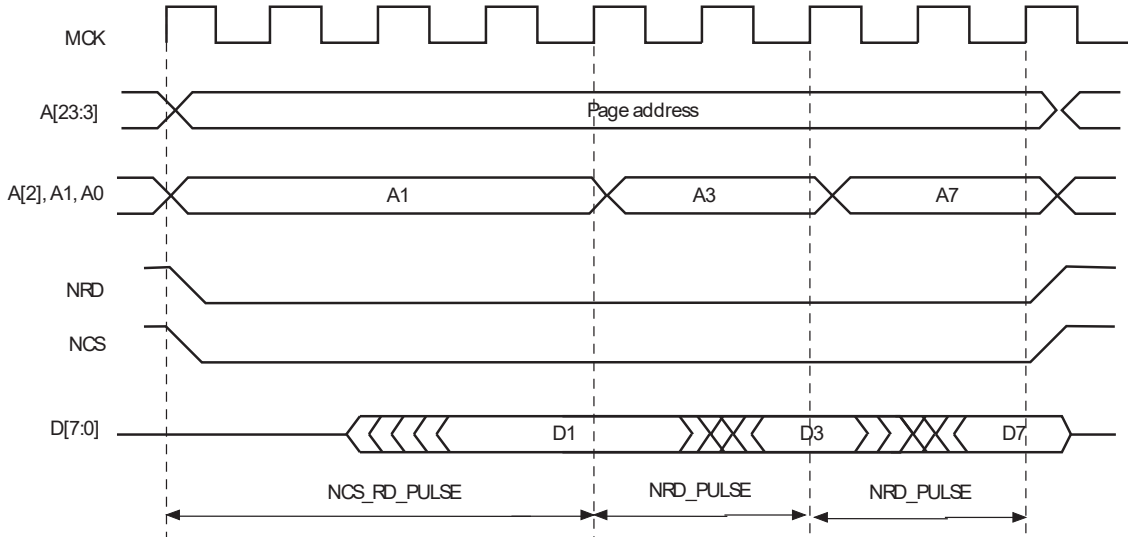 MCK
A[23:3]
Page address
A[2], A1, A0
A1
A3
A7
NRD
NCS
D[7:0]
D1
D3
D7
NCS_RD_PULSE
NRD_PULSE
NRD_PULSE